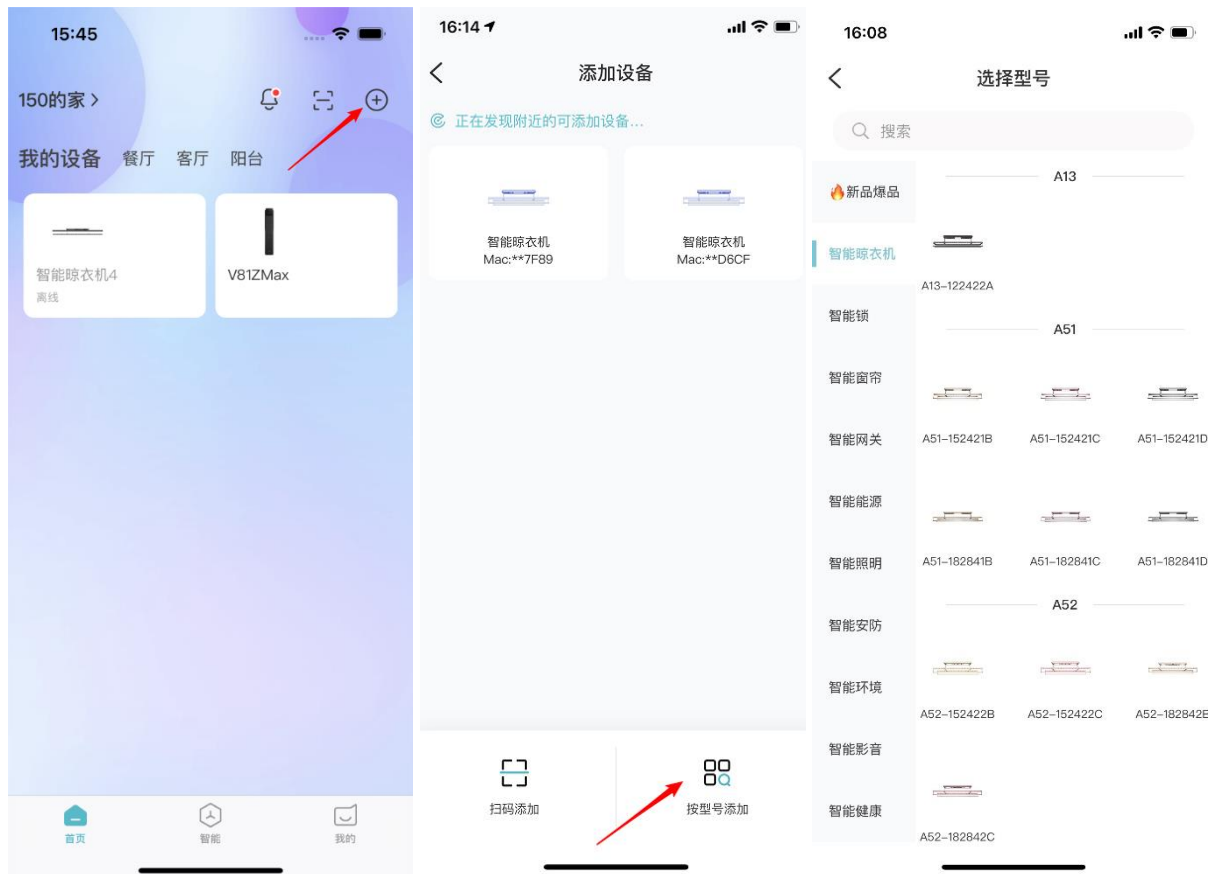 15:45
150的家 >
我的设备 餐厅 客厅 阳台
智能晾衣机4
离线
V81ZMax
首页 智能 我的
16:14
添加设备
正在发现附近的可添加设备...
智能晾衣机 智能晾衣机
Mac:**7F89 Mac:**D6CF
扫码添加 按型号添加
16:08
选择型号
搜索
新品爆品
智能晾衣机
智能锁
智能窗帘
智能网关
智能能源
智能照明
智能安防
智能环境
智能影音
智能健康
A13
A13-122422A
A51
A51-152421B A51-152421C A51-152421D
A51-182841B A51-182841C A51-182841D
A52
A52-152422B A52-152422C A52-182842B
A52-182842C